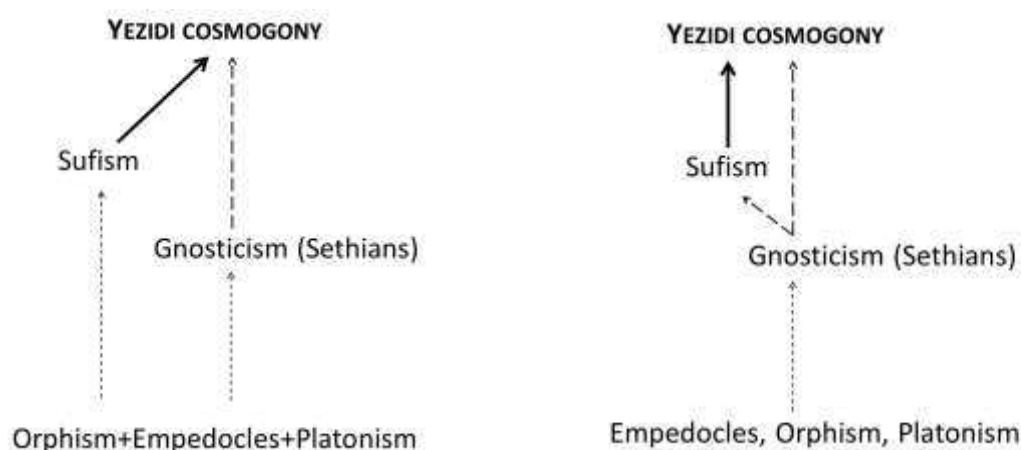 YEZIDI COSMOGONY
Sufism
Gnosticism (Sethians)
Orphism+Empedocles+Platonism
YEZIDI COSMOGONY
Sufism
Gnosticism (Sethians)
Empedocles, Orphism, Platonism